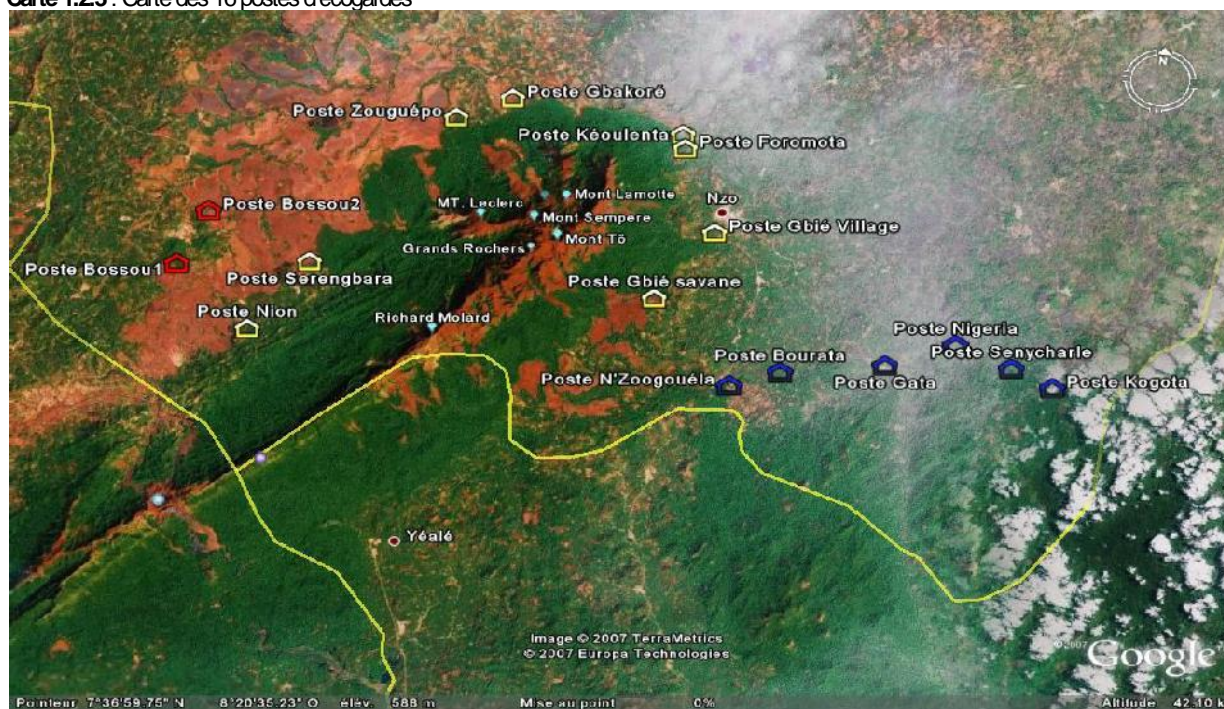 Carte 1.2.3 : Carte des 16 postes d'écogardes
N
Poste Gbakoré
Poste Zouguépo
Poste Kéoulenta
Poste Foromota
Mont Lamotte
Nzo
MT. Leclerc
Poste Bossou2
Mont Sempere
Poste Gbié Village
Mont Tô
Grands Rochers
Poste Bossou1
Poste Serengbara
Poste Gbié savane
Poste Nion
Richard Molard
Poste Nigeria
Poste Bourata
Poste Senycharle
Poste N'Zoogouéla
Poste Gata
Poste Kogota
Yéalé
Image © 2007 TerraMetrics
© 2007 Europa Technologies
© 2007 Google
Pointeur 7°36'59.75" N 8°20'35.23" O élév. 588 m Mise au point 0% Altitude 42.10 k